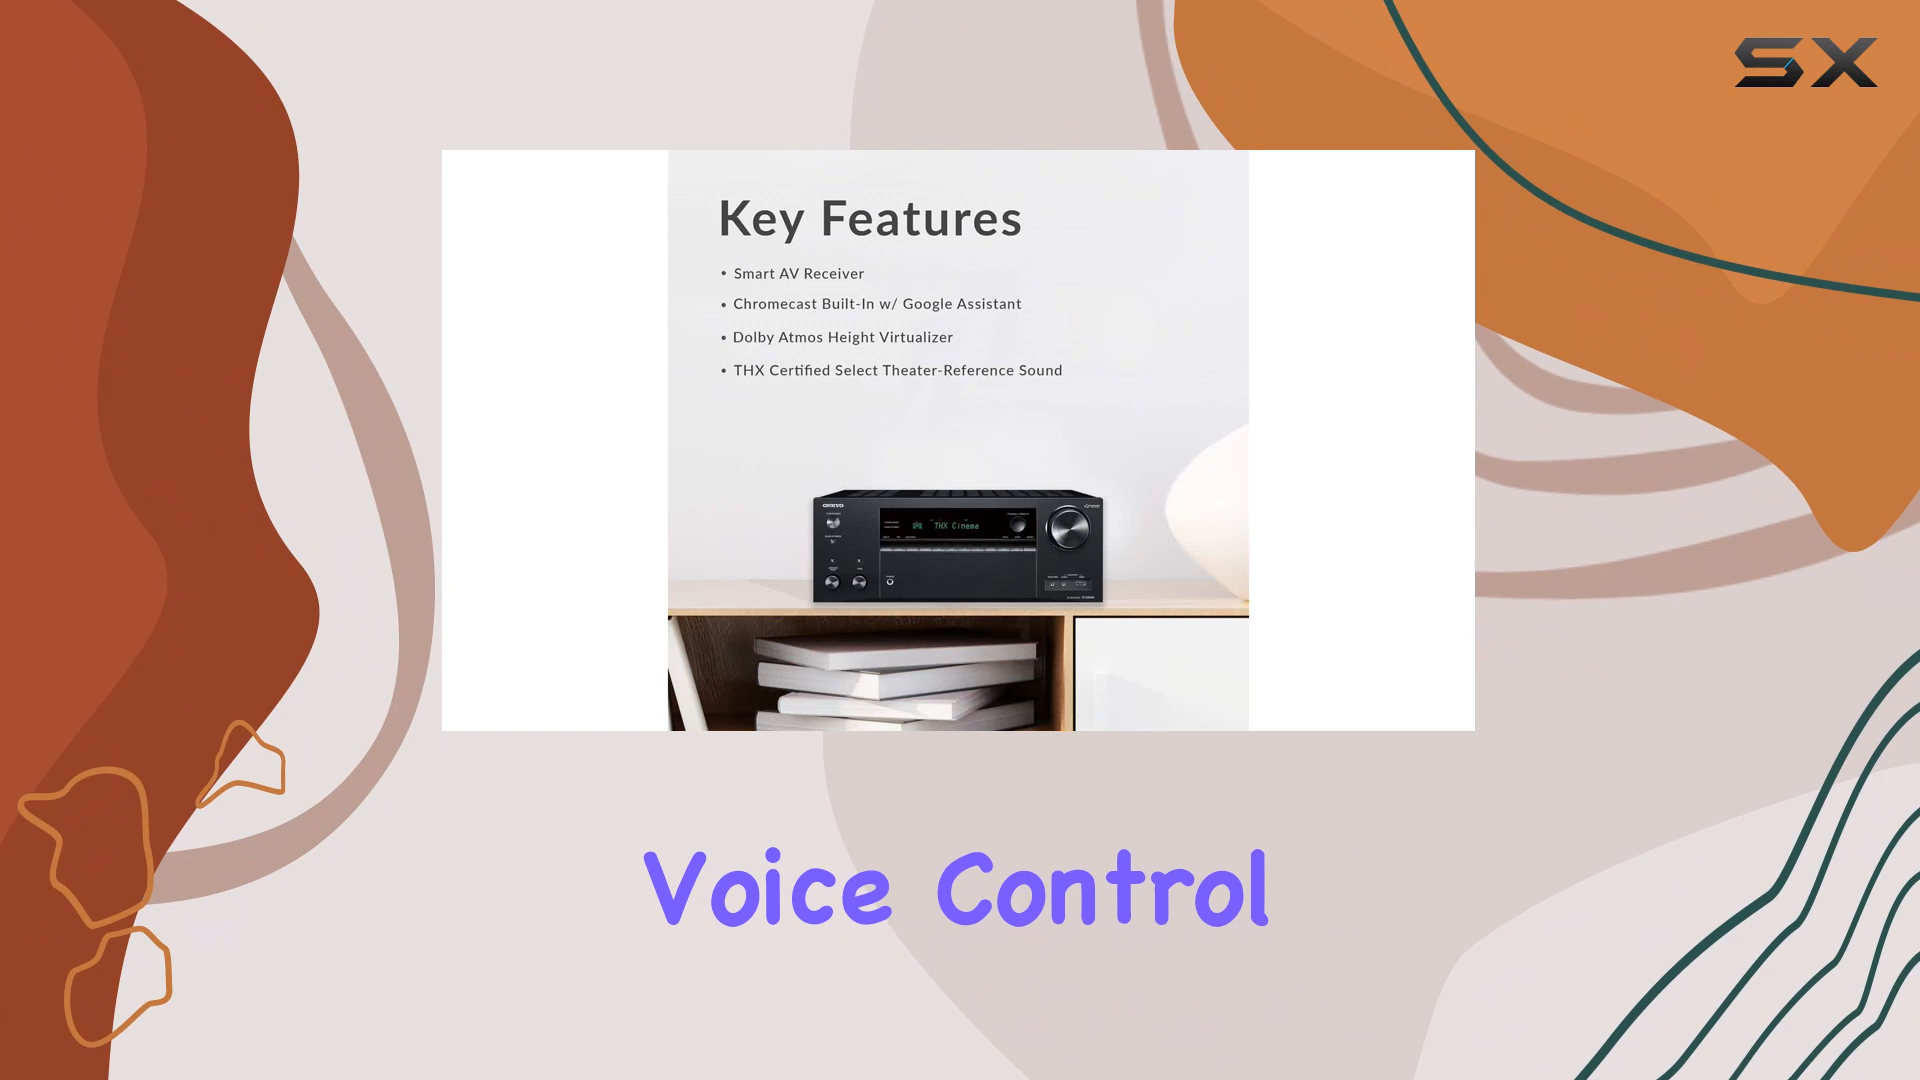 SX
Key Features
• Smart AV Receiver
• Chromecast Built-In w/ Google Assistant
• Dolby Atmos Height Virtualizer
• THX Certified Select Theater-Reference Sound
ONKYO
THX Cinema
Voice Control